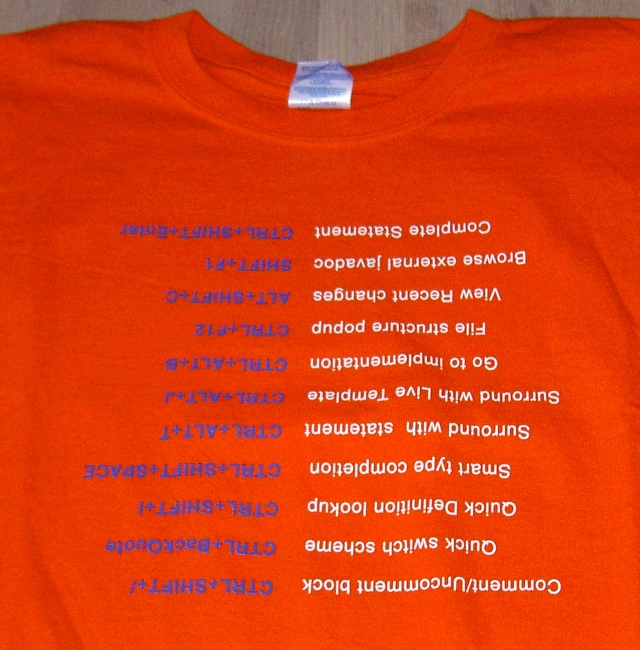 Comment/Uncomment block CTRL+SHIFT+/
Quick switch scheme CTRL+BackQuote
Quick Definition lookup CTRL+SHIFT+I
Smart type completion CTRL+SHIFT+SPACE
Surround with statement CTRL+ALT+T
Surround with Live Template CTRL+ALT+J
Go to implementation CTRL+ALT+B
File structure popup CTRL+F12
View Recent changes ALT+SHIFT+C
Browse external javadoc SHIFT+F1
Complete Statement CTRL+SHIFT+Enter